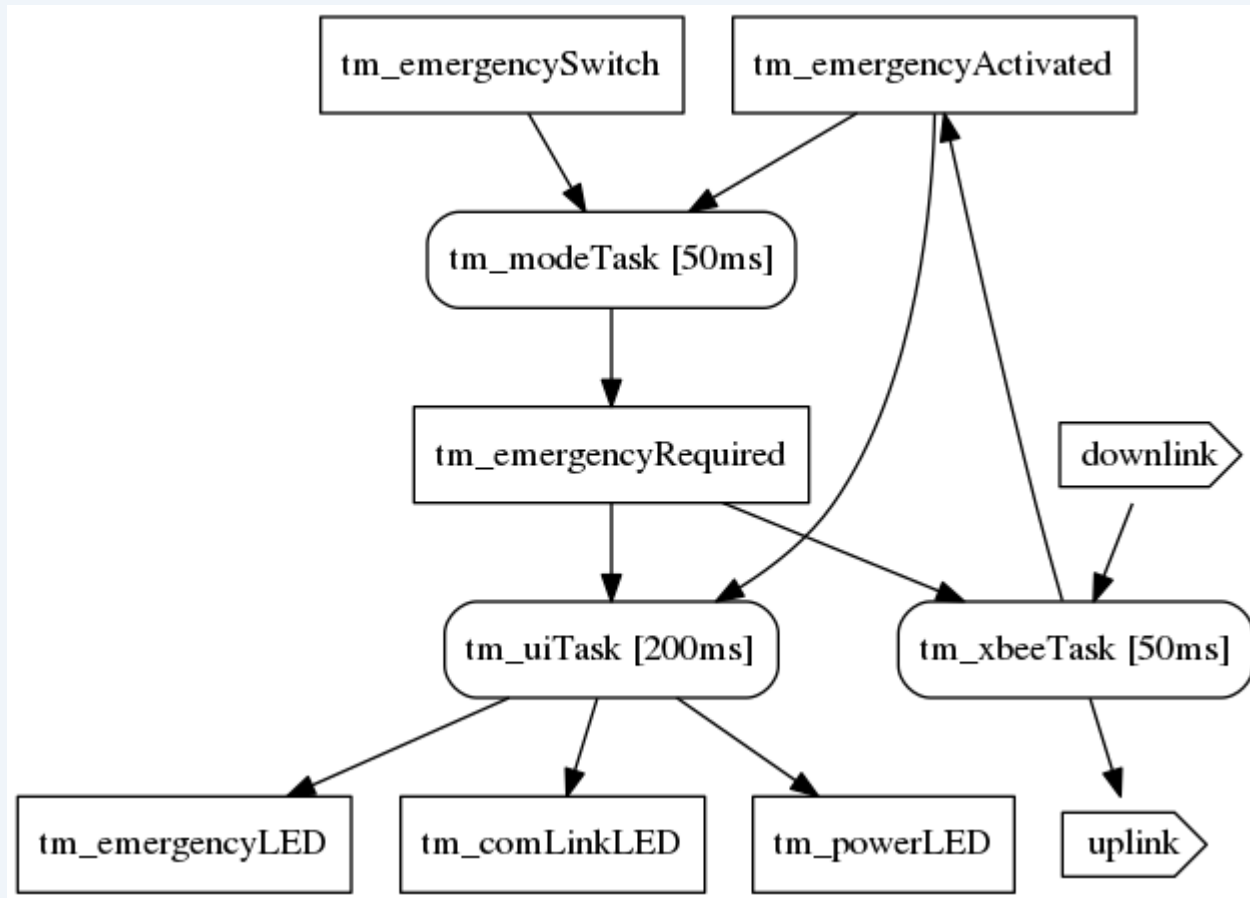 tm_emergencySwitch
tm_emergencyActivated
tm_modeTask [50ms]
tm_emergencyRequired
downlink
tm_uiTask [200ms]
tm_xbeeTask [50ms]
tm_emergencyLED
tm_comLinkLED
tm_powerLED
uplink